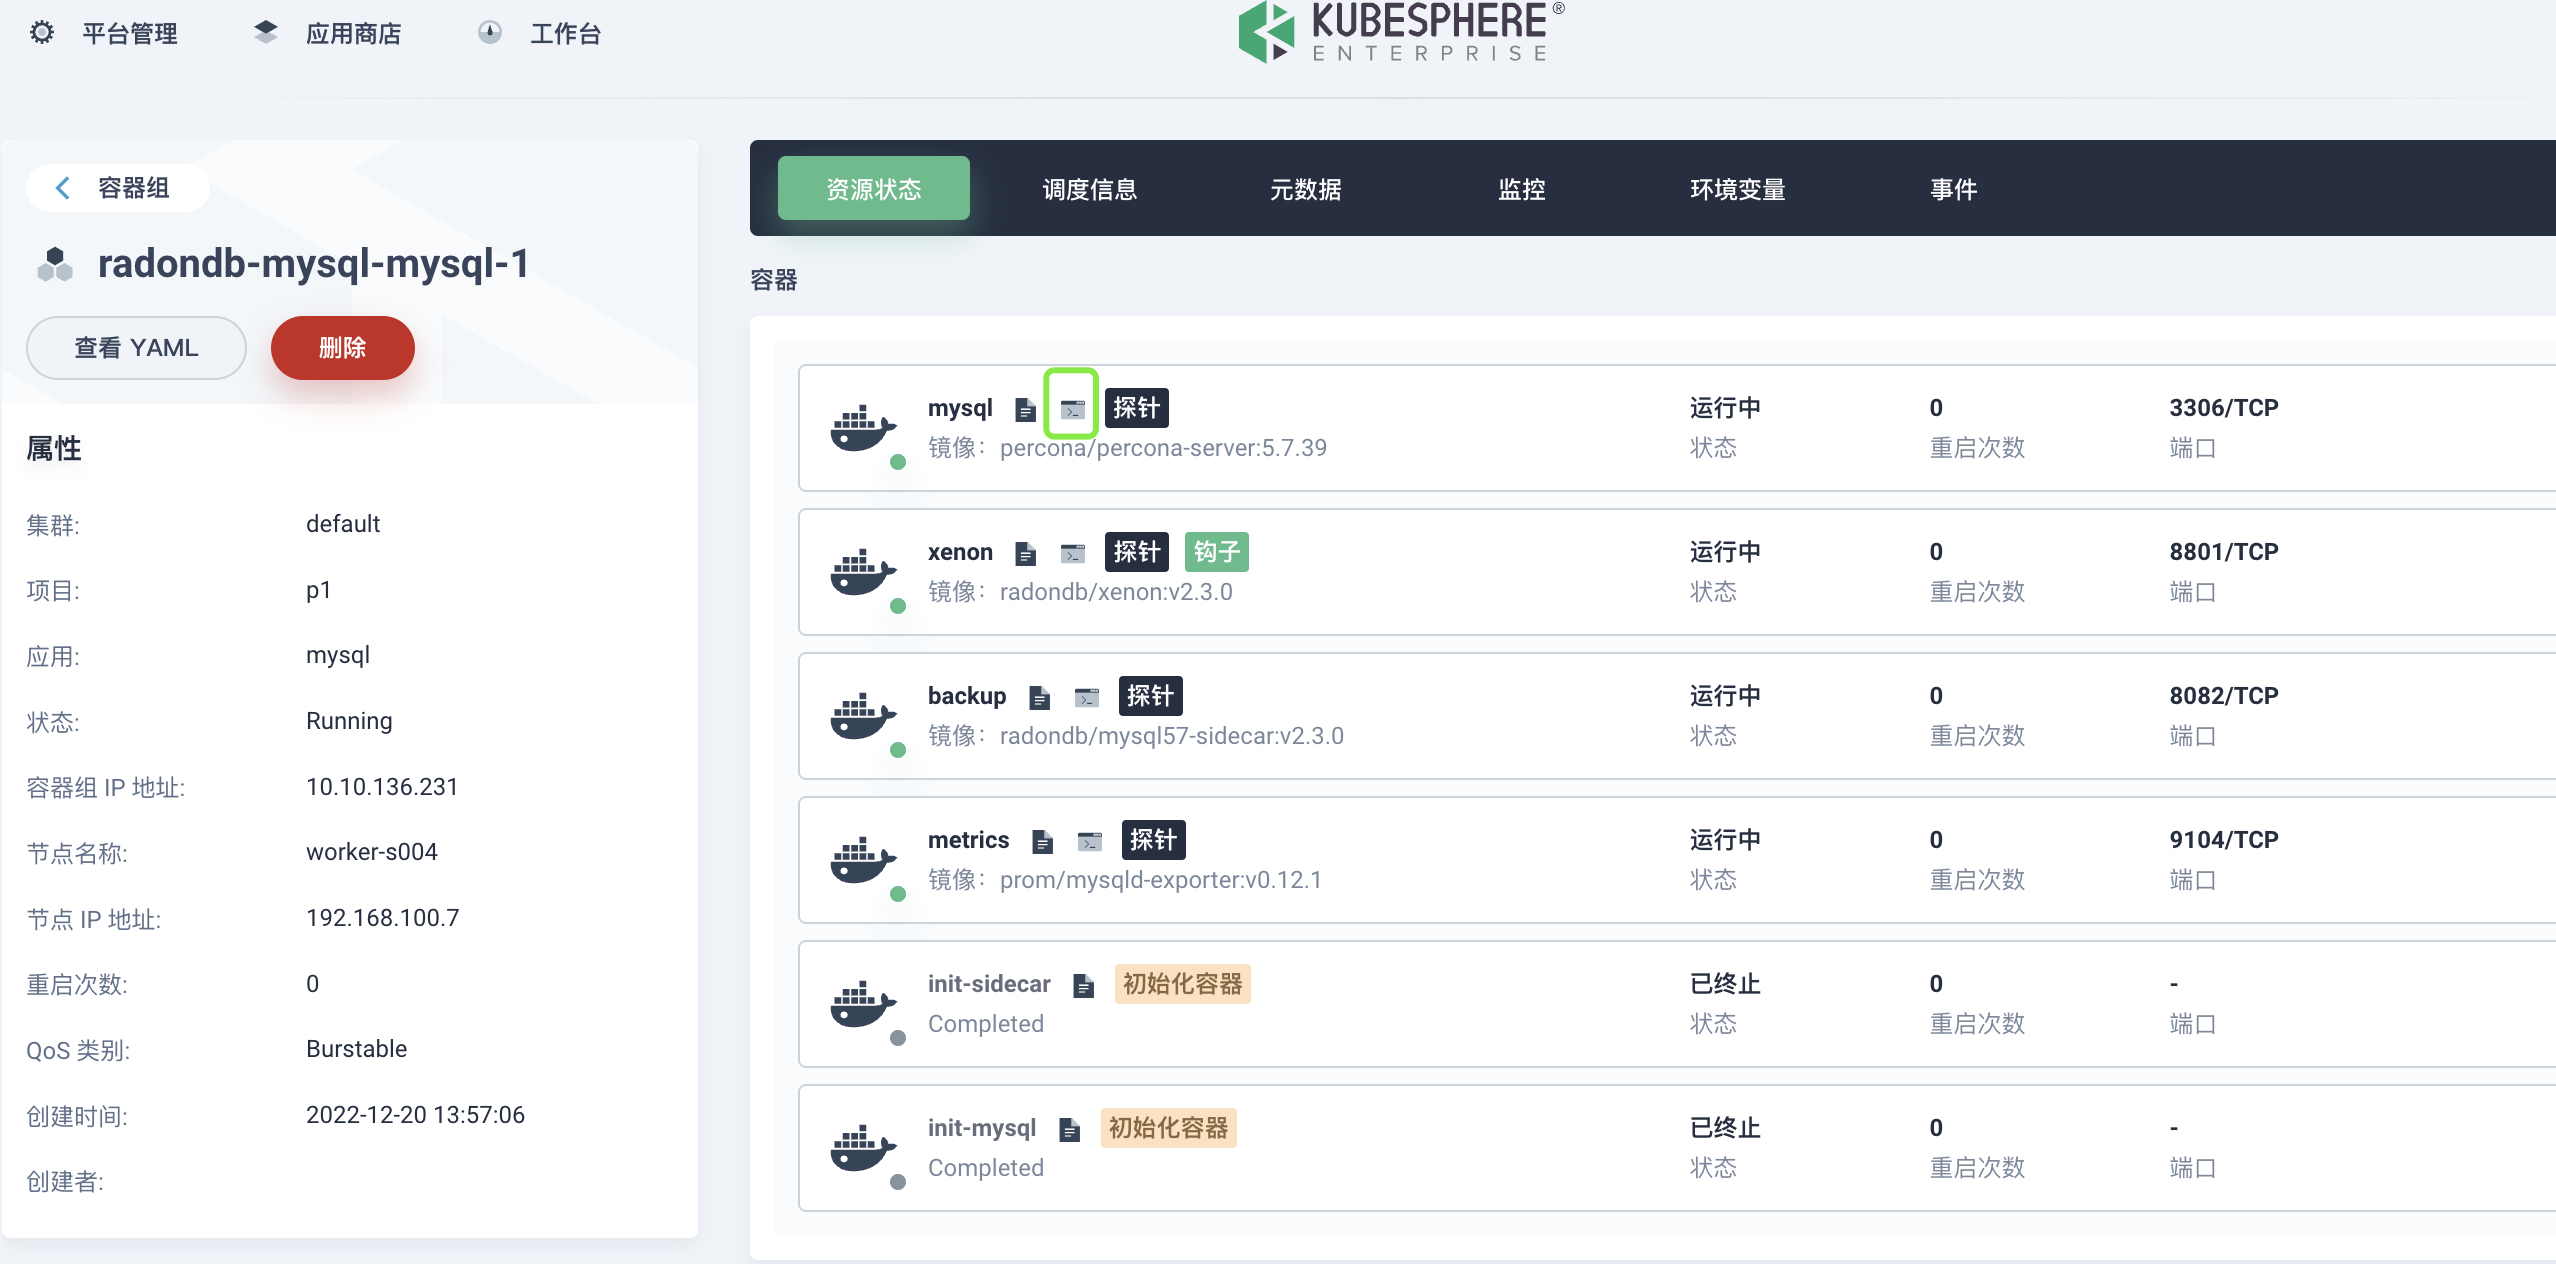 平台管理 应用商店 工作台
KUBESPHERE®
ENTERPRISE
容器组
radondb-mysql-mysql-1
查看 YAML 删除
属性
集群: default
项目: p1
应用: mysql
状态: Running
容器组 IP 地址: 10.10.136.231
节点名称: worker-s004
节点 IP 地址: 192.168.100.7
重启次数: 0
QoS 类别: Burstable
创建时间: 2022-12-20 13:57:06
创建者:
资源状态 调度信息 元数据 监控 环境变量 事件
容器
mysql 探针 运行中 0 3306/TCP
镜像：percona/percona-server:5.7.39 状态 重启次数 端口
xenon 探针 钩子 运行中 0 8801/TCP
镜像：radondb/xenon:v2.3.0 状态 重启次数 端口
backup 探针 运行中 0 8082/TCP
镜像：radondb/mysql57-sidecar:v2.3.0 状态 重启次数 端口
metrics 探针 运行中 0 9104/TCP
镜像：prom/mysqld-exporter:v0.12.1 状态 重启次数 端口
init-sidecar 初始化容器 已终止 0 -
Completed 状态 重启次数 端口
init-mysql 初始化容器 已终止 0 -
Completed 状态 重启次数 端口